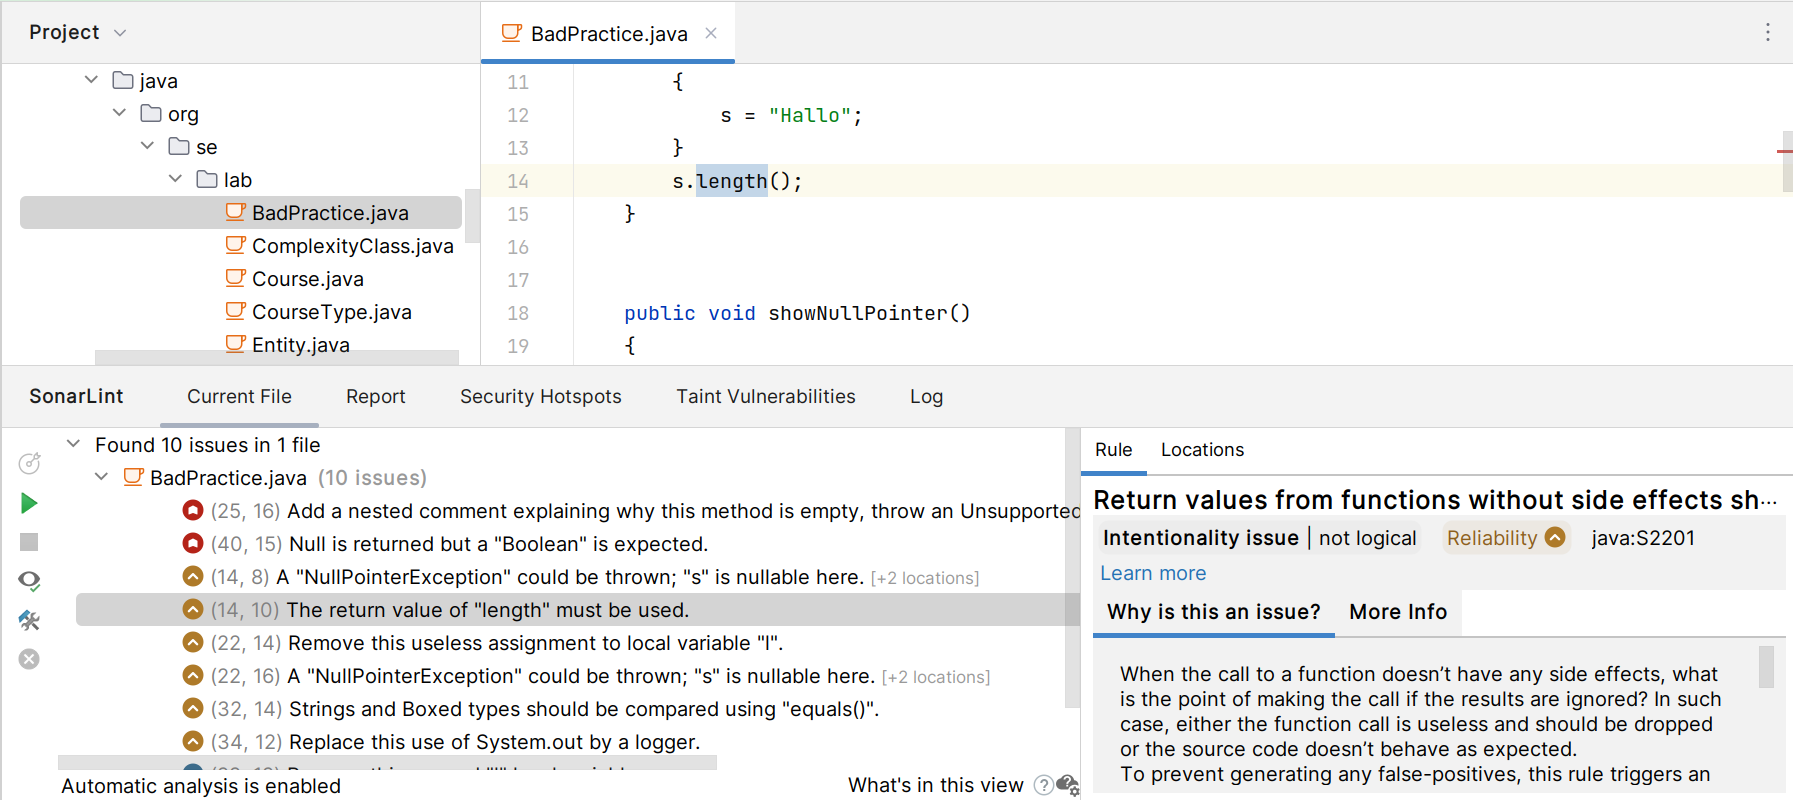 Project
BadPractice.java
java
org
se
lab
BadPractice.java
ComplexityClass.java
Course.java
CourseType.java
Entity.java
11 {
12 s = "Hallo";
13 }
14 s.length();
15 }
16
17
18 public void showNullPointer()
19 {
SonarLint Current File Report Security Hotspots Taint Vulnerabilities Log
Found 10 issues in 1 file
BadPractice.java (10 issues)
(25, 16) Add a nested comment explaining why this method is empty, throw an Unsupported
(40, 15) Null is returned but a "Boolean" is expected.
(14, 8) A "NullPointerException" could be thrown; "s" is nullable here. [+2 locations]
(14, 10) The return value of "length" must be used.
(22, 14) Remove this useless assignment to local variable "l".
(22, 16) A "NullPointerException" could be thrown; "s" is nullable here. [+2 locations]
(32, 14) Strings and Boxed types should be compared using "equals()".
(34, 12) Replace this use of System.out by a logger.
Automatic analysis is enabled
What's in this view
Rule Locations
Return values from functions without side effects sh...
Intentionality issue | not logical Reliability java:S2201
Learn more
Why is this an issue? More Info
When the call to a function doesn’t have any side effects, what
is the point of making the call if the results are ignored? In such
case, either the function call is useless and should be dropped
or the source code doesn’t behave as expected.
To prevent generating any false-positives, this rule triggers an